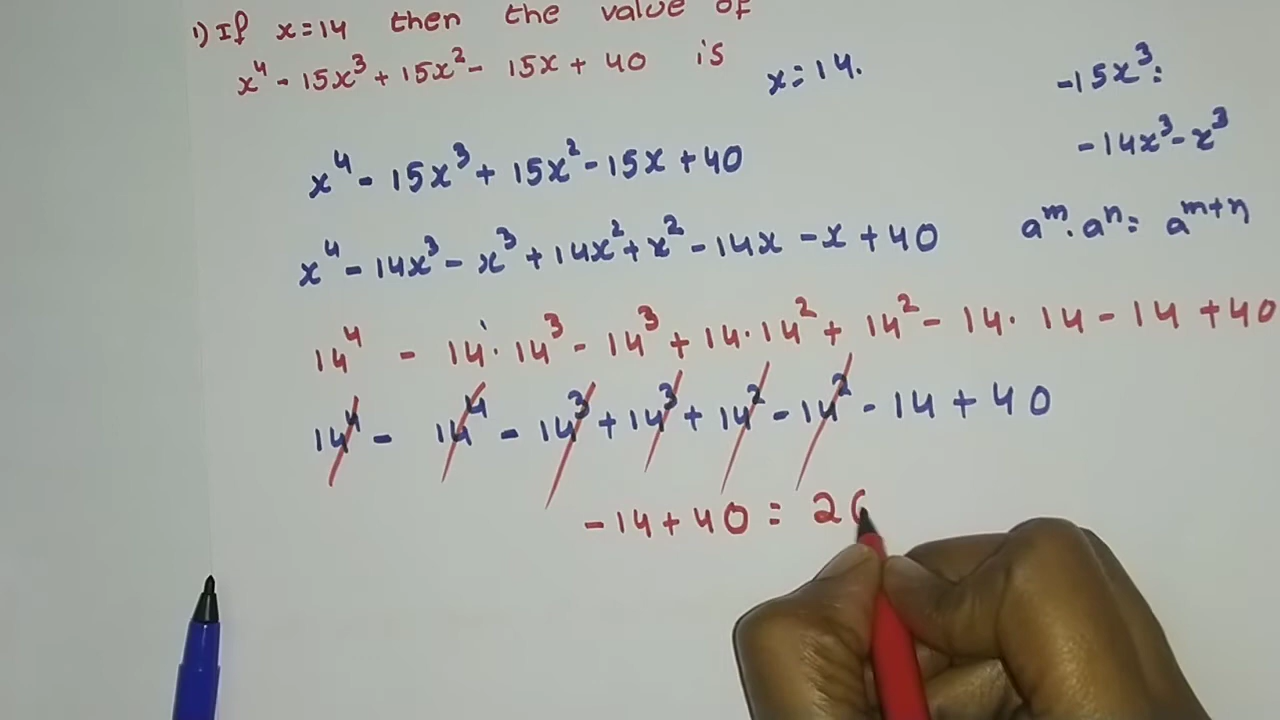 1) If x=14 then the value of
x⁴ - 15x³ + 15x² - 15x + 40 is
x=14.
-15x³:
-14x³-x³
aᵐ.aⁿ= aᵐ⁺ⁿ
x⁴ - 15x³ + 15x² - 15x + 40
x⁴ - 14x³ - x³ + 14x² + x² - 14x - x + 40
14⁴ - 14·14³ - 14³ + 14·14² + 14² - 14·14 - 14 + 40
14⁴ - 14⁴ - 14³ + 14³ + 14² - 14² - 14 + 40
-14 + 40 = 26